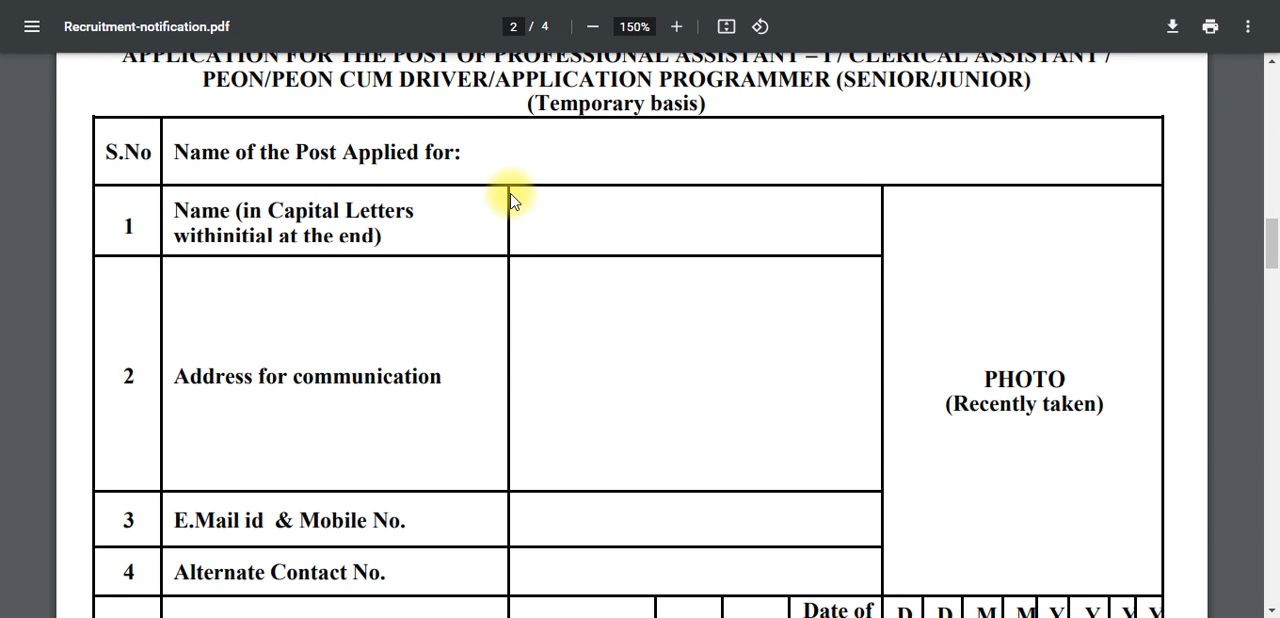 Recruitment-notification.pdf
2 / 4
150%
APPLICATION FOR THE POST OF PROFESSIONAL ASSISTANT – I / CLERICAL ASSISTANT /
PEON/PEON CUM DRIVER/APPLICATION PROGRAMMER (SENIOR/JUNIOR)
(Temporary basis)
S.No Name of the Post Applied for:
1 Name (in Capital Letters
withinitial at the end)
2 Address for communication
PHOTO
(Recently taken)
3 E.Mail id & Mobile No.
4 Alternate Contact No.
Date of D D M M Y Y Y Y